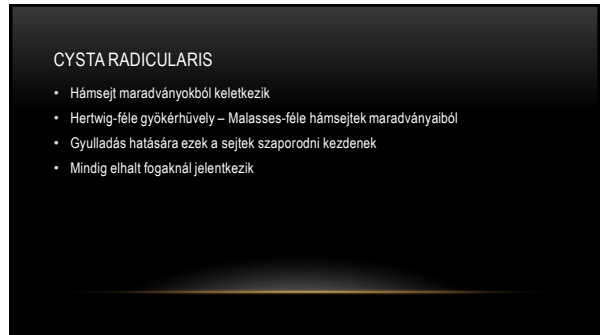 CYSTA RADICULARIS
• Hámsejt maradványokból keletkezik
• Hertwig-féle gyökérhüvely – Malasses-féle hámsejtek maradványaiból
• Gyulladás hatására ezek a sejtek szaporodni kezdenek
• Mindig elhalt fogaknál jelentkezik